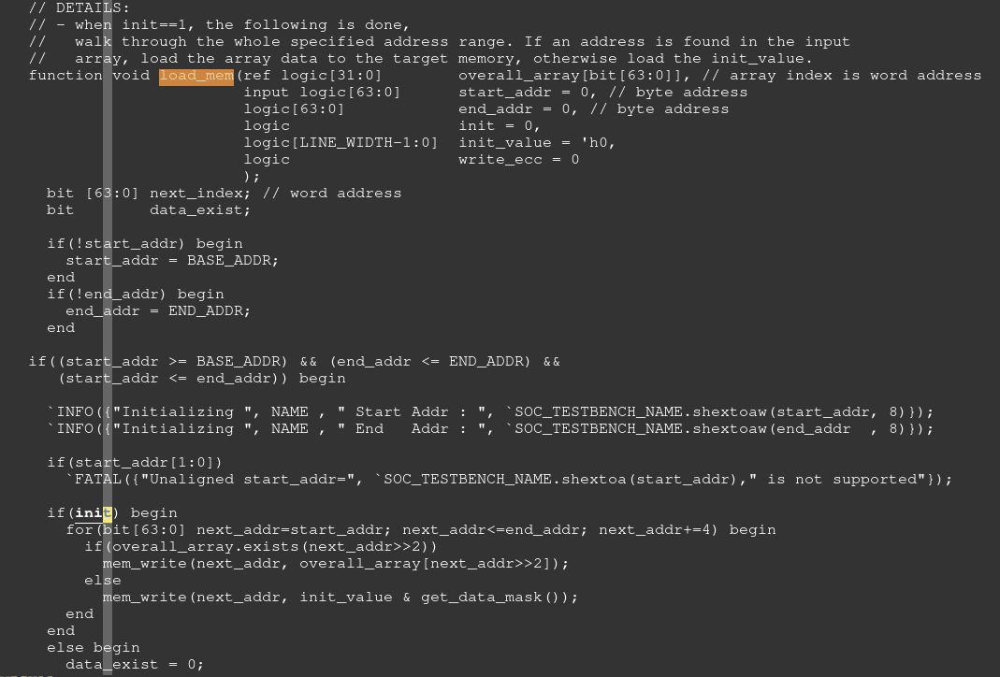 // DETAILS:
// - when init==1, the following is done,
//   walk through the whole specified address range. If an address is found in the input
//   array, load the array data to the target memory, otherwise load the init_value.
function void load_mem(ref logic[31:0]        overall_array[bit[63:0]], // array index is word address
                       input logic[63:0]      start_addr = 0, // byte address
                       logic[63:0]            end_addr = 0, // byte address
                       logic                  init = 0,
                       logic[LINE_WIDTH-1:0]  init_value = 'h0,
                       logic                  write_ecc = 0
                       );
  bit [63:0] next_index; // word address
  bit        data_exist;

  if(!start_addr) begin
    start_addr = BASE_ADDR;
  end
  if(!end_addr) begin
    end_addr = END_ADDR;
  end

if((start_addr >= BASE_ADDR) && (end_addr <= END_ADDR) &&
   (start_addr <= end_addr)) begin

  `INFO({"Initializing ", NAME , " Start Addr : ", `SOC_TESTBENCH_NAME.shextoaw(start_addr, 8)});
  `INFO({"Initializing ", NAME , " End   Addr : ", `SOC_TESTBENCH_NAME.shextoaw(end_addr  , 8)});

  if(start_addr[1:0])
    `FATAL({"Unaligned start_addr=", `SOC_TESTBENCH_NAME.shextoa(start_addr)," is not supported"});

  if(init) begin
    for(bit[63:0] next_addr=start_addr; next_addr<=end_addr; next_addr+=4) begin
      if(overall_array.exists(next_addr>>2))
        mem_write(next_addr, overall_array[next_addr>>2]);
      else
        mem_write(next_addr, init_value & get_data_mask());
    end
  end
  else begin
    data_exist = 0;